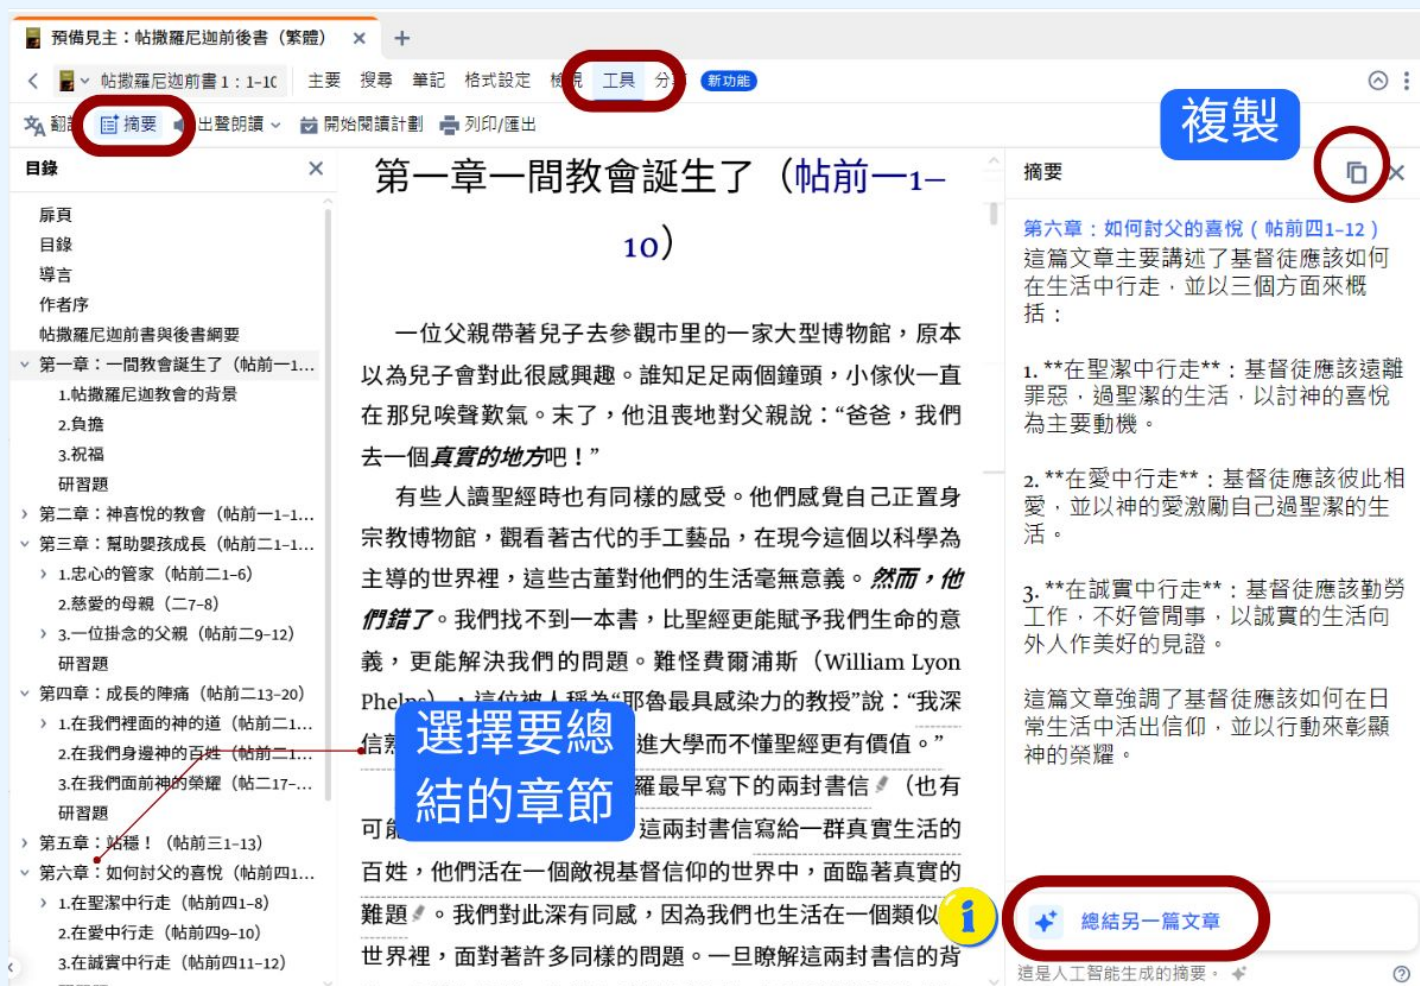 預備見主：帖撒羅尼迦前後書（繁體）
帖撒羅尼迦前書 1：1-10
主要 搜尋 筆記 格式設定 檢視 工具 分 新功能
翻 摘要 出聲朗讀 開始閱讀計劃 列印/匯出
複製
目錄
扉頁
目錄
導言
作者序
帖撒羅尼迦前書與後書綱要
第一章：一間教會誕生了（帖前一1...
1.帖撒羅尼迦教會的背景
2.負擔
3.祝福
研習題
第二章：神喜悅的教會（帖前一1-1...
第三章：幫助嬰孩成長（帖前二1-1...
1.忠心的管家（帖前二1-6）
2.慈愛的母親（二7-8）
3.一位掛念的父親（帖前二9-12）
研習題
第四章：成長的陣痛（帖前二13-20）
1.在我們裡面的神的道（帖前二1...
2.在我們身邊神的百姓（帖前二1...
3.在我們面前神的榮耀（帖二17-...
研習題
第五章：站穩！（帖前三1-13）
第六章：如何討父的喜悅（帖前四1...
1.在聖潔中行走（帖前四1-8）
2.在愛中行走（帖前四9-10）
3.在誠實中行走（帖前四11-12）
第一章一間教會誕生了（帖前一1–
10）
一位父親帶著兒子去參觀市里的一家大型博物館，原本
以為兒子會對此很感興趣。誰知足足兩個鐘頭，小傢伙一直
在那兒唉聲歎氣。末了，他沮喪地對父親說：“爸爸，我們
去一個真實的地方吧！”
有些人讀聖經時也有同樣的感受。他們感覺自己正置身
宗教博物館，觀看著古代的手工藝品，在現今這個以科學為
主導的世界裡，這些古董對他們的生活毫無意義。然而，他
們錯了。我們找不到一本書，比聖經更能賦予我們生命的意
義，更能解決我們的問題。難怪費爾浦斯（William Lyon
Phelps），這位被人稱為“耶魯最具感染力的教授”說：“我深
信 進大學而不懂聖經更有價值。”
羅最早寫下的兩封書信（也有
可能 這兩封書信寫給一群真實生活的
百姓，他們活在一個敵視基督信仰的世界中，面臨著真實的
難題。我們對此深有同感，因為我們也生活在一個類似
世界裡，面對著許多同樣的問題。一旦瞭解這兩封書信的背
選擇要總
結的章節
摘要
第六章：如何討父的喜悅（帖前四1–12）
這篇文章主要講述了基督徒應該如何
在生活中行走，並以三個方面來概
括：
1. **在聖潔中行走**：基督徒應該遠離
罪惡，過聖潔的生活，以討神的喜悅
為主要動機。
2. **在愛中行走**：基督徒應該彼此相
愛，並以神的愛激勵自己過聖潔的生
活。
3. **在誠實中行走**：基督徒應該勤勞
工作，不好管閒事，以誠實的生活向
外人作美好的見證。
這篇文章強調了基督徒應該如何在日
常生活中活出信仰，並以行動來彰顯
神的榮耀。
總結另一篇文章
這是人工智能生成的摘要。